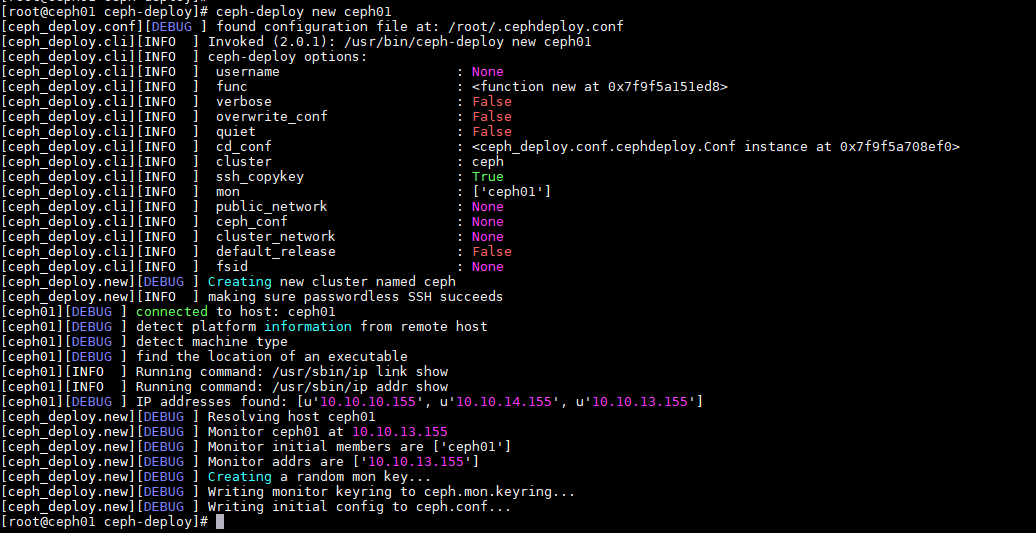 [root@ceph01 ceph-deploy]# ceph-deploy new ceph01
[ceph_deploy.conf][DEBUG ] found configuration file at: /root/.cephdeploy.conf
[ceph_deploy.cli][INFO  ] Invoked (2.0.1): /usr/bin/ceph-deploy new ceph01
[ceph_deploy.cli][INFO  ] ceph-deploy options:
[ceph_deploy.cli][INFO  ]  username                      : None
[ceph_deploy.cli][INFO  ]  func                          : <function new at 0x7f9f5a151ed8>
[ceph_deploy.cli][INFO  ]  verbose                       : False
[ceph_deploy.cli][INFO  ]  overwrite_conf                : False
[ceph_deploy.cli][INFO  ]  quiet                         : False
[ceph_deploy.cli][INFO  ]  cd_conf                       : <ceph_deploy.conf.cephdeploy.Conf instance at 0x7f9f5a708ef0>
[ceph_deploy.cli][INFO  ]  cluster                       : ceph
[ceph_deploy.cli][INFO  ]  ssh_copykey                   : True
[ceph_deploy.cli][INFO  ]  mon                           : ['ceph01']
[ceph_deploy.cli][INFO  ]  public_network                : None
[ceph_deploy.cli][INFO  ]  ceph_conf                     : None
[ceph_deploy.cli][INFO  ]  cluster_network               : None
[ceph_deploy.cli][INFO  ]  default_release               : False
[ceph_deploy.cli][INFO  ]  fsid                          : None
[ceph_deploy.new][DEBUG ] Creating new cluster named ceph
[ceph_deploy.new][INFO  ] making sure passwordless SSH succeeds
[ceph01][DEBUG ] connected to host: ceph01
[ceph01][DEBUG ] detect platform information from remote host
[ceph01][DEBUG ] detect machine type
[ceph01][DEBUG ] find the location of an executable
[ceph01][INFO  ] Running command: /usr/sbin/ip link show
[ceph01][INFO  ] Running command: /usr/sbin/ip addr show
[ceph01][DEBUG ] IP addresses found: [u'10.10.10.155', u'10.10.14.155', u'10.10.13.155']
[ceph_deploy.new][DEBUG ] Resolving host ceph01
[ceph_deploy.new][DEBUG ] Monitor ceph01 at 10.10.13.155
[ceph_deploy.new][DEBUG ] Monitor initial members are ['ceph01']
[ceph_deploy.new][DEBUG ] Monitor addrs are ['10.10.13.155']
[ceph_deploy.new][DEBUG ] Creating a random mon key...
[ceph_deploy.new][DEBUG ] Writing monitor keyring to ceph.mon.keyring...
[ceph_deploy.new][DEBUG ] Writing initial config to ceph.conf...
[root@ceph01 ceph-deploy]#